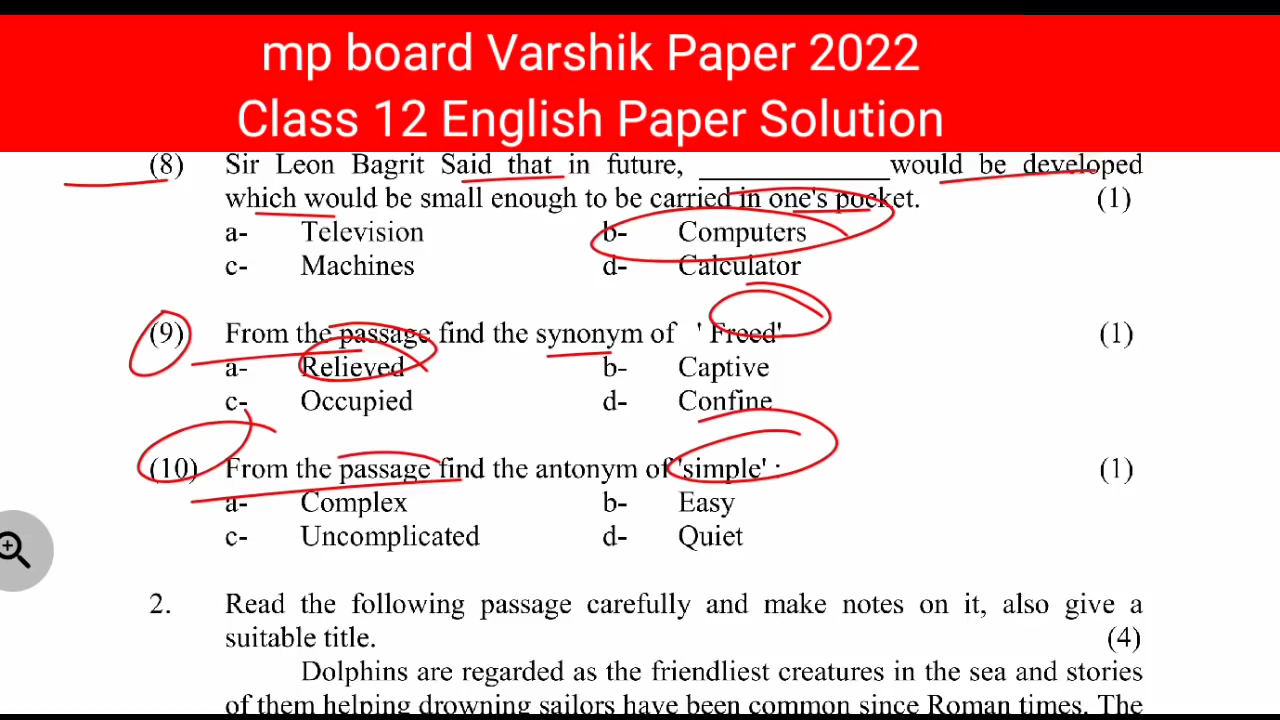 mp board Varshik Paper 2022
Class 12 English Paper Solution
(8) Sir Leon Bagrit Said that in future, ______________ would be developed
which would be small enough to be carried in one's pocket. (1)
a- Television b- Computers
c- Machines d- Calculator
(9) From the passage find the synonym of ' Freed' (1)
a- Relieved b- Captive
c- Occupied d- Confine
(10) From the passage find the antonym of 'simple' · (1)
a- Complex b- Easy
c- Uncomplicated d- Quiet
2. Read the following passage carefully and make notes on it, also give a
suitable title. (4)
Dolphins are regarded as the friendliest creatures in the sea and stories
of them helping drowning sailors have been common since Roman times. The